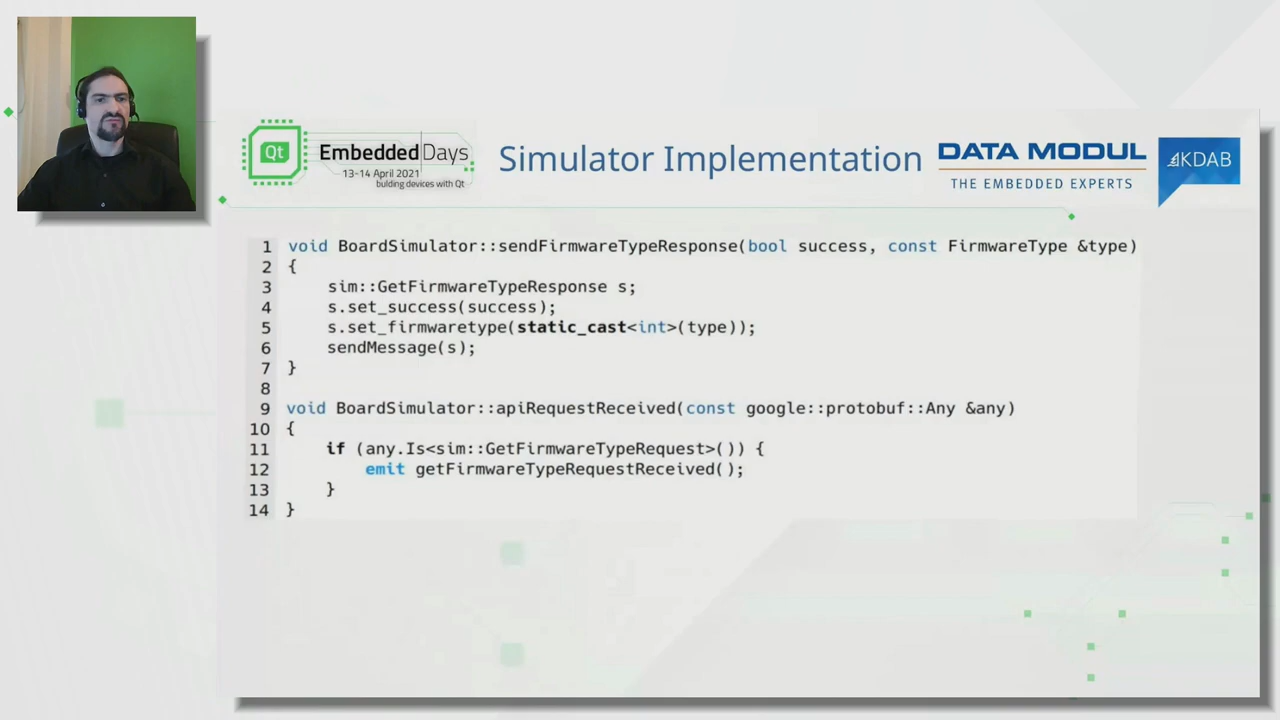 Qt
Embedded Days
13-14 April 2021
bulding devices with Qt
Simulator Implementation
DATA MODUL
THE EMBEDDED EXPERTS
KDAB
1 void BoardSimulator::sendFirmwareTypeResponse(bool success, const FirmwareType &type)
2 {
3     sim::GetFirmwareTypeResponse s;
4     s.set_success(success);
5     s.set_firmwaretype(static_cast<int>(type));
6     sendMessage(s);
7 }
8
9 void BoardSimulator::apiRequestReceived(const google::protobuf::Any &any)
10 {
11     if (any.Is<sim::GetFirmwareTypeRequest>()) {
12         emit getFirmwareTypeRequestReceived();
13     }
14 }